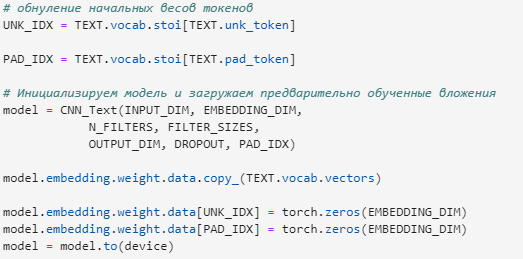 # обнуление начальных весов токенов
UNK_IDX = TEXT.vocab.stoi[TEXT.unk_token]
PAD_IDX = TEXT.vocab.stoi[TEXT.pad_token]
# Инициализируем модель и загружаем предварительно обученные вложения
model = CNN_Text(INPUT_DIM, EMBEDDING_DIM,
N_FILTERS, FILTER_SIZES,
OUTPUT_DIM, DROPOUT, PAD_IDX)
model.embedding.weight.data.copy_(TEXT.vocab.vectors)
model.embedding.weight.data[UNK_IDX] = torch.zeros(EMBEDDING_DIM)
model.embedding.weight.data[PAD_IDX] = torch.zeros(EMBEDDING_DIM)
model = model.to(device)